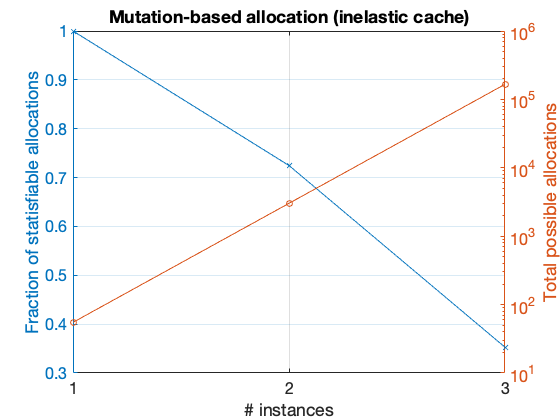 Mutation-based allocation (inelastic cache)
Fraction of statisfiable allocations
1
0.9
0.8
0.7
0.6
0.5
0.4
0.3
10^6
10^5
10^4
10^3
10^2
10^1
Total possible allocations
1 2 3
# instances